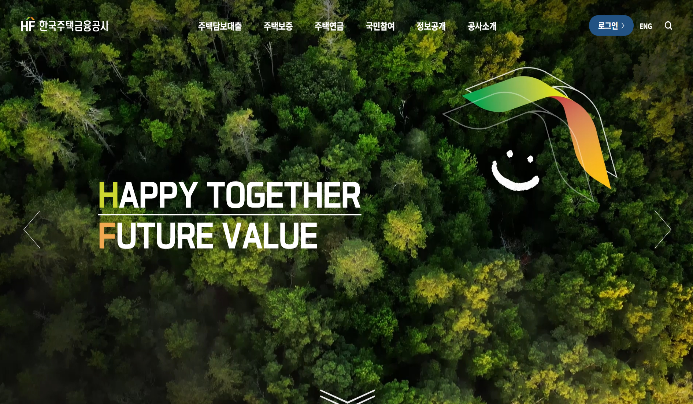 HF 한국주택금융공사
주택담보대출 주택보증 주택연금 국민참여 정보공개 공사소개
로그인 ENG
HAPPY TOGETHER
FUTURE VALUE